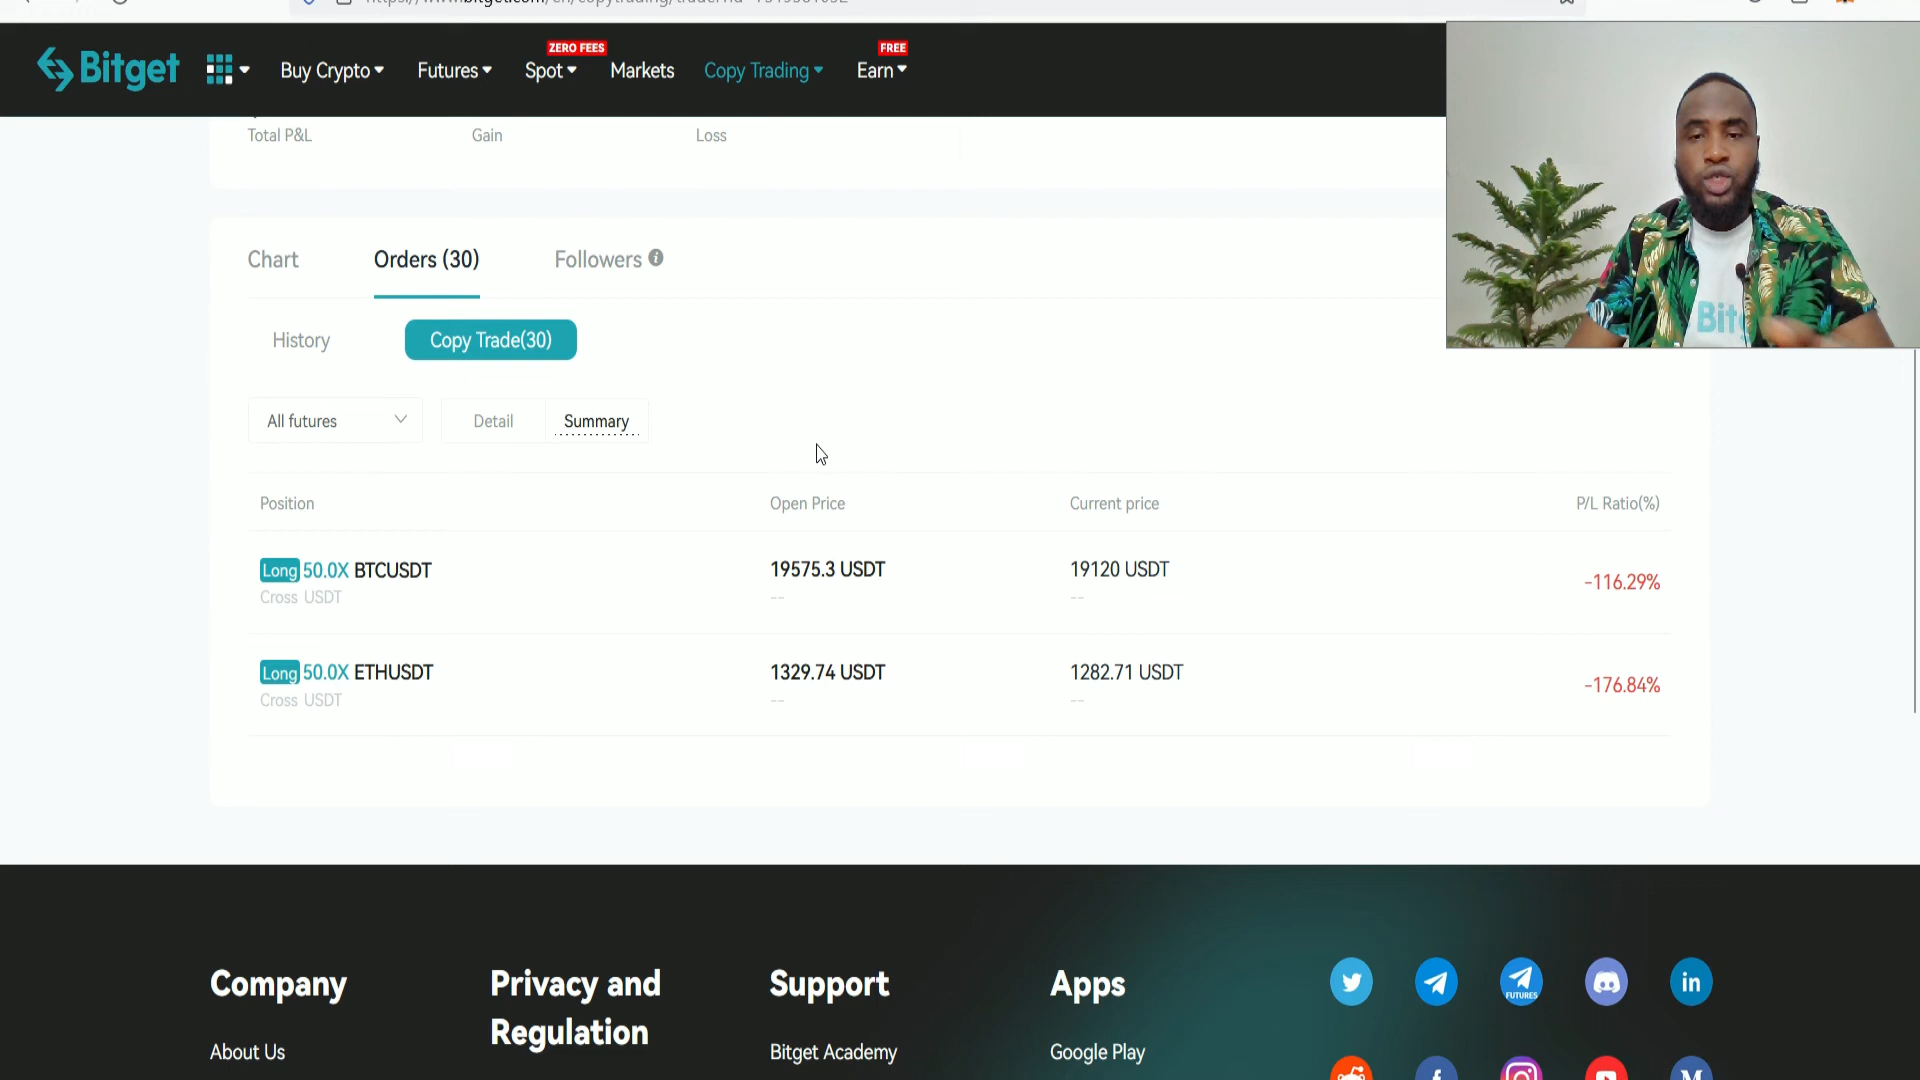 Bitget
Buy Crypto
Futures
ZERO FEES
Spot
Markets
Copy Trading
FREE
Earn
Total P&L
Gain
Loss
Chart
Orders (30)
Followers
History
Copy Trade(30)
All futures
Detail
Summary
Position
Open Price
Current price
P/L Ratio(%)
Long 50.0X BTCUSDT
Cross USDT
19575.3 USDT
--
19120 USDT
--
-116.29%
Long 50.0X ETHUSDT
Cross USDT
1329.74 USDT
--
1282.71 USDT
--
-176.84%
Company
About Us
Privacy and
Regulation
Support
Bitget Academy
Apps
Google Play
FUTURES
in